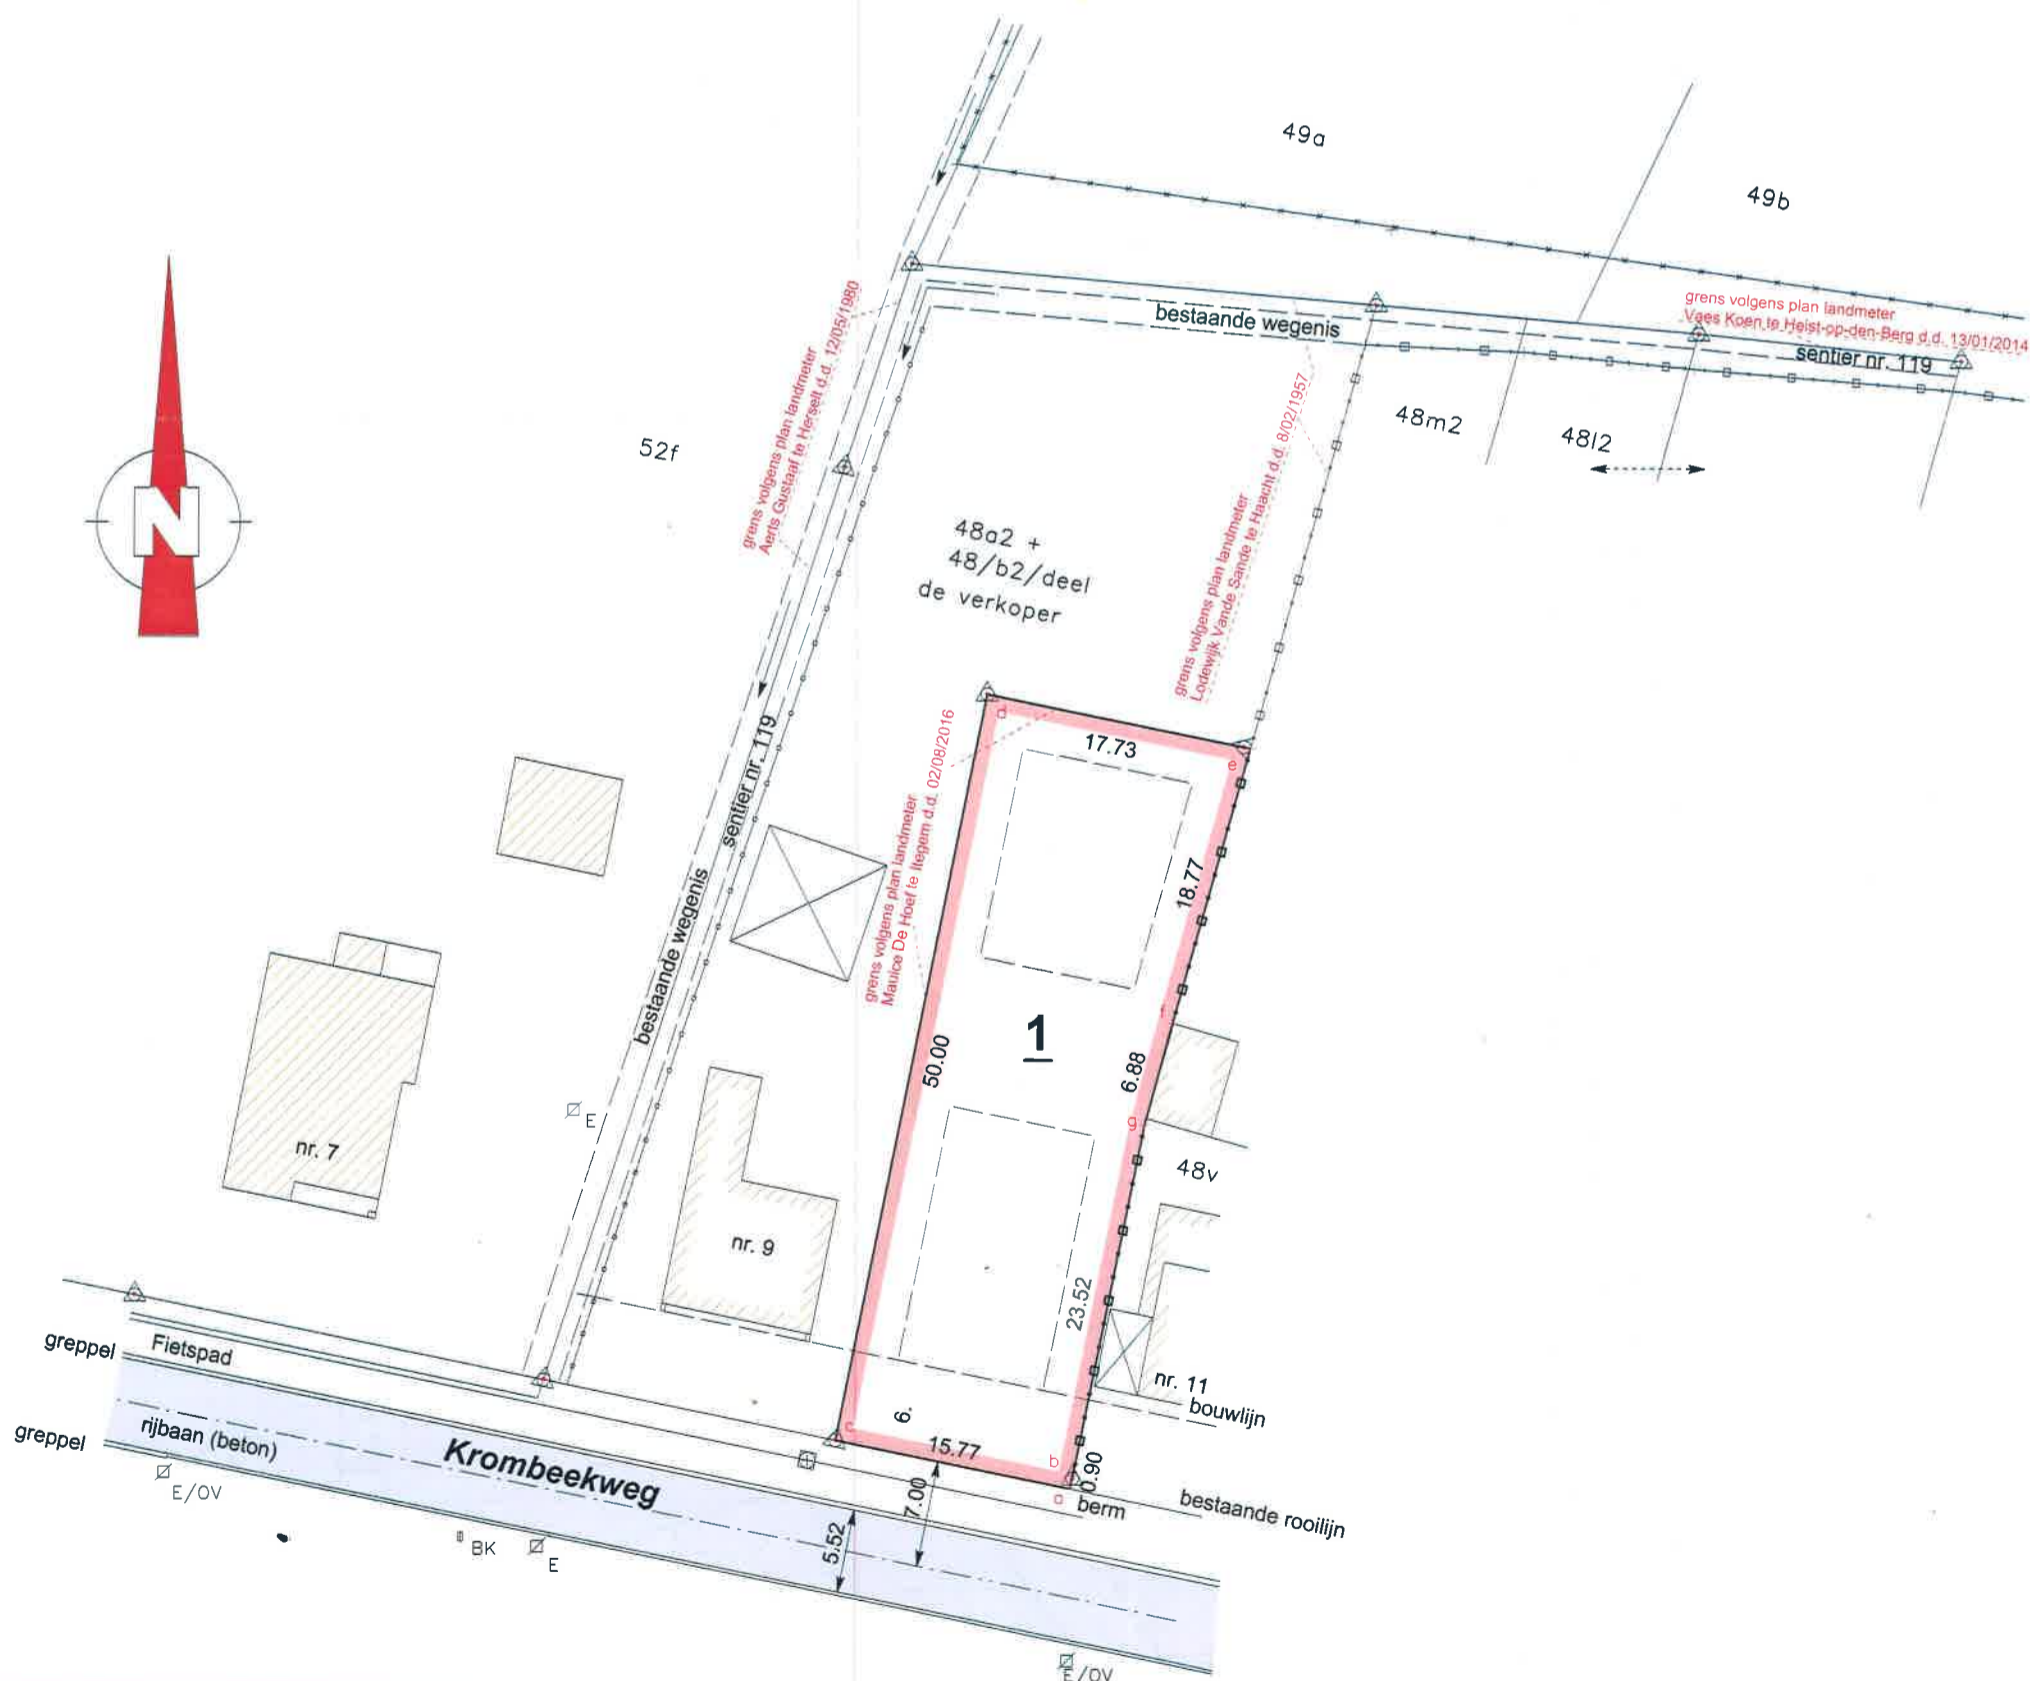 49a
49b
grens volgens plan landmeter
Vaes Koen te Heist-op-den-Berg d.d. 13/01/2014
bestaande wegenis
sentier nr. 119
grens volgens plan landmeter
Aerts Gustaaf te Herselt d.d. 12/05/1980
grens volgens plan landmeter
Lodewijk Vande Sande te Haacht d.d. 8/02/1957
48m2
48l2
52f
N
48a2 +
48/b2/deel
de verkoper
d
17.73
e
grens volgens plan landmeter
Mauice De Hoef te Itegem d.d. 02/08/2016
sentier nr. 119
bestaande wegenis
18.77
f
1
50.00
6.88
g
E
nr. 7
48v
nr. 9
23.52
nr. 11
bouwlijn
greppel
Fietspad
6.
c
15.77
b
0.90
a
berm
bestaande rooilijn
greppel
rijbaan (beton)
Krombeekweg
7.00
5.52
E/OV
BK
E
E/OV